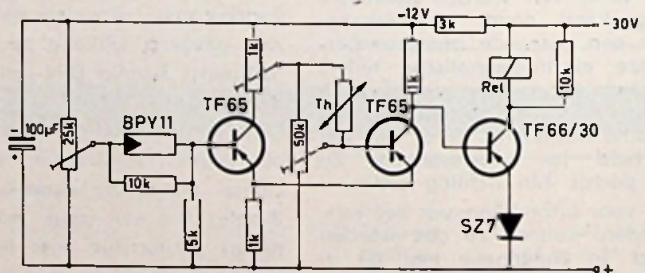 −12V
3k
−30V
1k
1k
Rel
10k
100µF
25k
BPY11
TF65
50k
Th
TF65
TF66/30
10k
5k
1k
SZ7